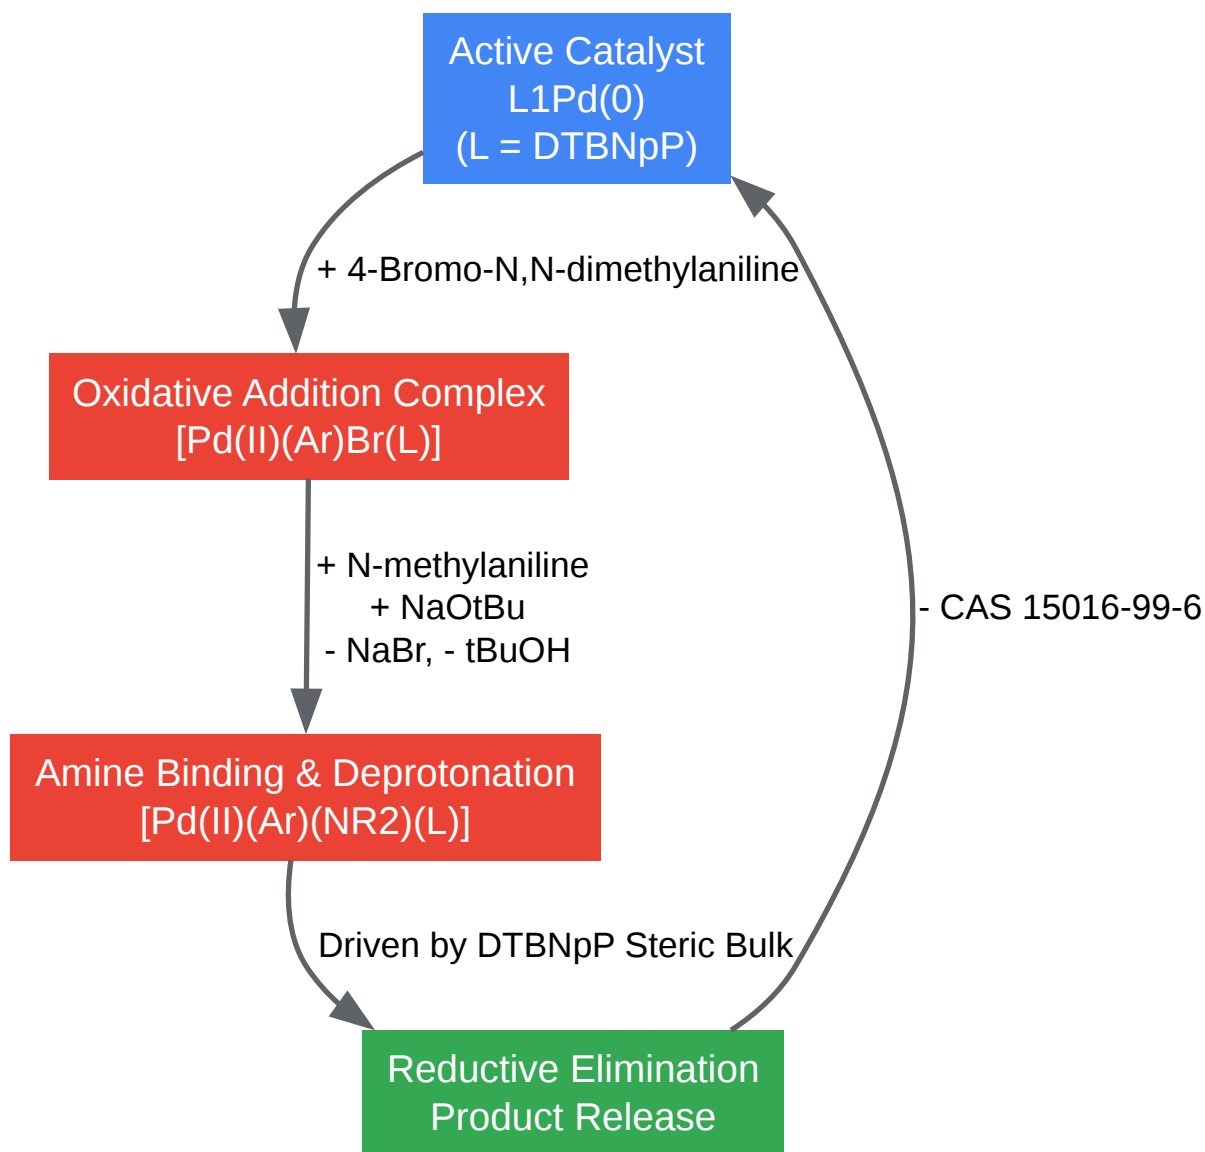 Active Catalyst
L1Pd(0)
(L = DTBNpP)
+ 4-Bromo-N,N-dimethylaniline
Oxidative Addition Complex
[Pd(II)(Ar)Br(L)]
+ N-methylaniline
+ NaOtBu
- NaBr, - tBuOH
- CAS 15016-99-6
Amine Binding & Deprotonation
[Pd(II)(Ar)(NR2)(L)]
Driven by DTBNpP Steric Bulk
Reductive Elimination
Product Release